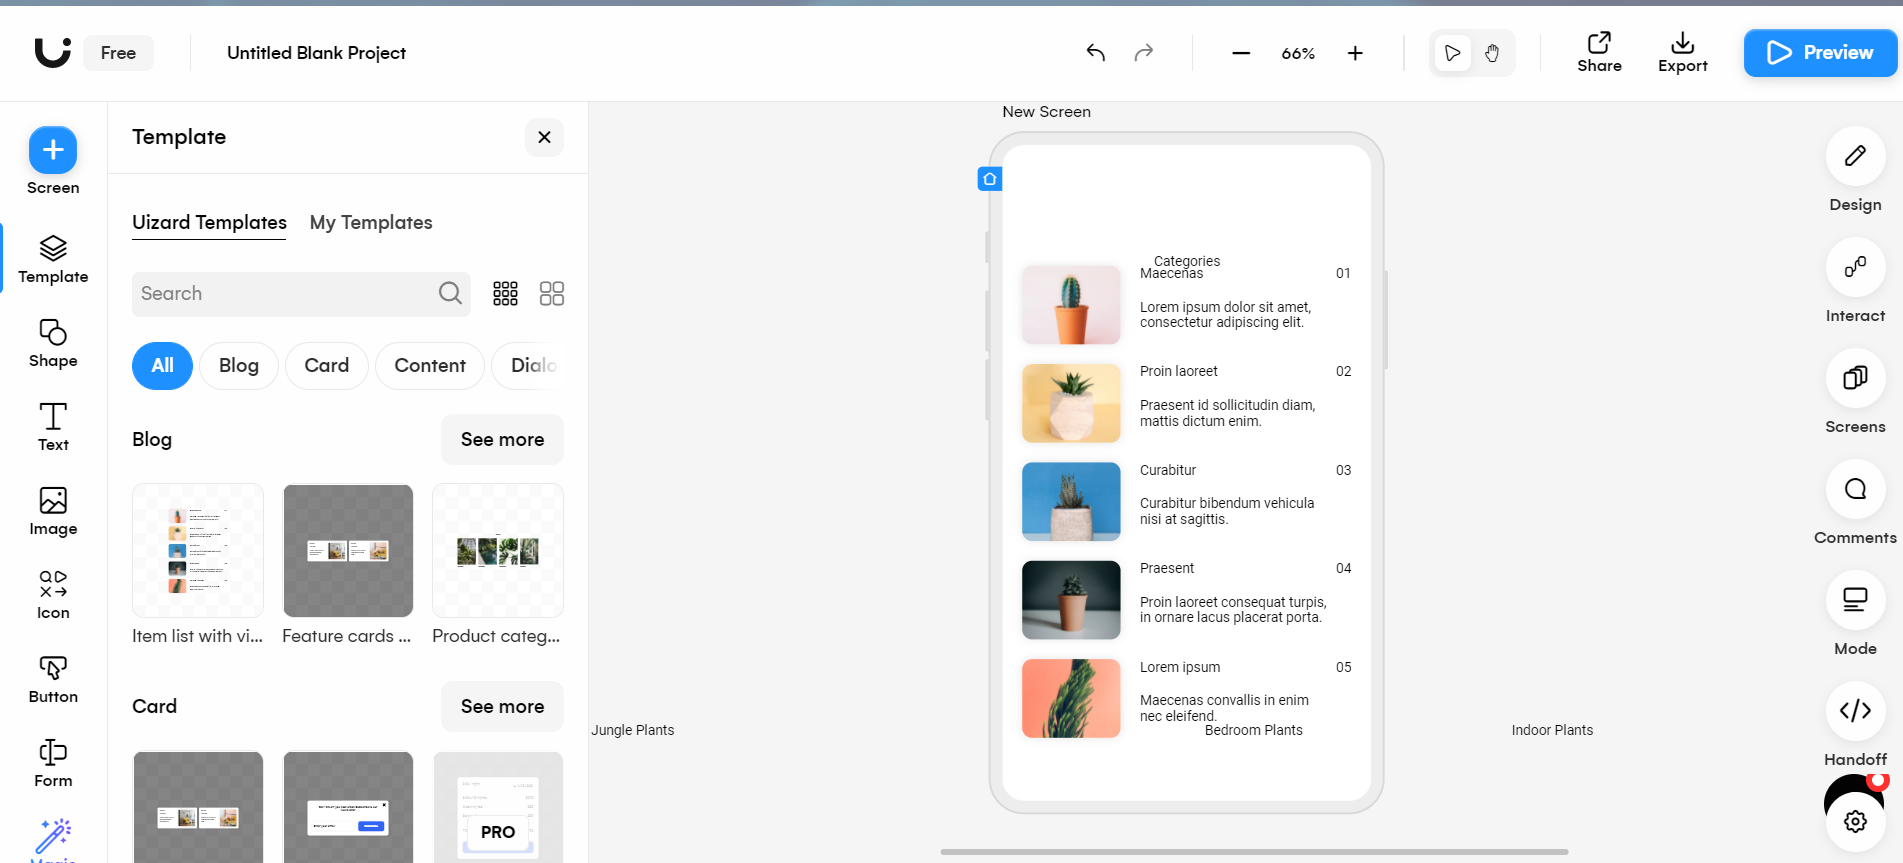 Free
Untitled Blank Project
66%
Share
Export
Preview
Screen
Template
Shape
Text
Image
Icon
Button
Form
Template
Uizard Templates
My Templates
Search
All
Blog
Card
Content
Dialo
Blog
See more
Item list with vi...
Feature cards ...
Product categ...
Card
See more
PRO
New Screen
Categories
Maecenas
01
Lorem ipsum dolor sit amet,
consectetur adipiscing elit.
Proin laoreet
02
Praesent id sollicitudin diam,
mattis dictum enim.
Curabitur
03
Curabitur bibendum vehicula
nisi at sagittis.
Praesent
04
Proin laoreet consequat turpis,
in ornare lacus placerat porta.
Lorem ipsum
05
Maecenas convallis in enim
nec eleifend.
Jungle Plants
Bedroom Plants
Indoor Plants
Design
Interact
Screens
Comments
Mode
Handoff